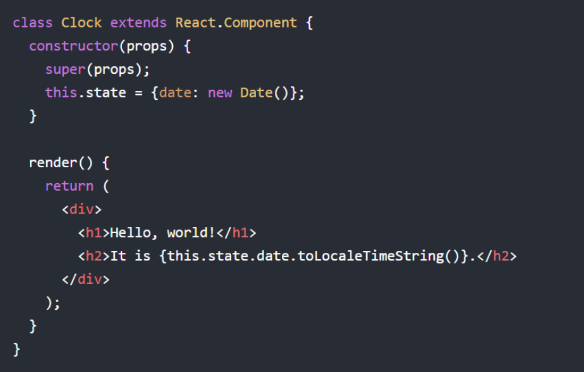 class Clock extends React.Component {
  constructor(props) {
    super(props);
    this.state = {date: new Date()};
  }

  render() {
    return (
      <div>
        <h1>Hello, world!</h1>
        <h2>It is {this.state.date.toLocaleTimeString()}.</h2>
      </div>
    );
  }
}